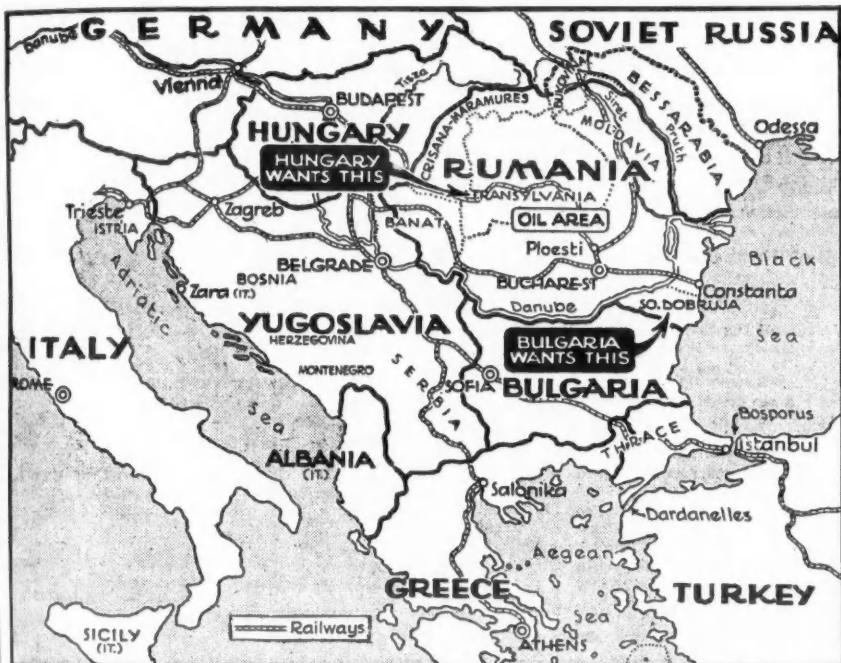 GERMANY
SOVIET RUSSIA
Danube
Vienna
BUDAPEST
Tisza
HUNGARY
HUNGARY
WANTS THIS
CRISANA-MARAMURES
BUKOVINA
Siret
MOLDAVIA
Pruth
BESSARABIA
Odessa
RUMANIA
TRANSYLVANIA
OIL AREA
Trieste
ISTRIA
Zagreb
BANAT
Ploesti
BELGRADE
BUCHAREST
Black
Sea
Adriatic
Sea
Zara (IT.)
BOSNIA
Danube
Constanta
SO. DOBRUJA
YUGOSLAVIA
HERZEGOVINA
MONTENEGRO
SERBIA
BULGARIA
WANTS THIS
ITALY
ROME
SOFIA
BULGARIA
ALBANIA
(IT.)
THRACE
Bosporus
Istanbul
Salonika
Dardanelles
Aegean
Sea
GREECE
TURKEY
SICILY
(IT.)
Railways
ATHENS